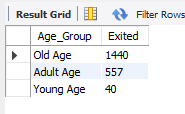 Result Grid Filter Rows
Age_Group Exited
Old Age 1440
Adult Age 557
Young Age 40